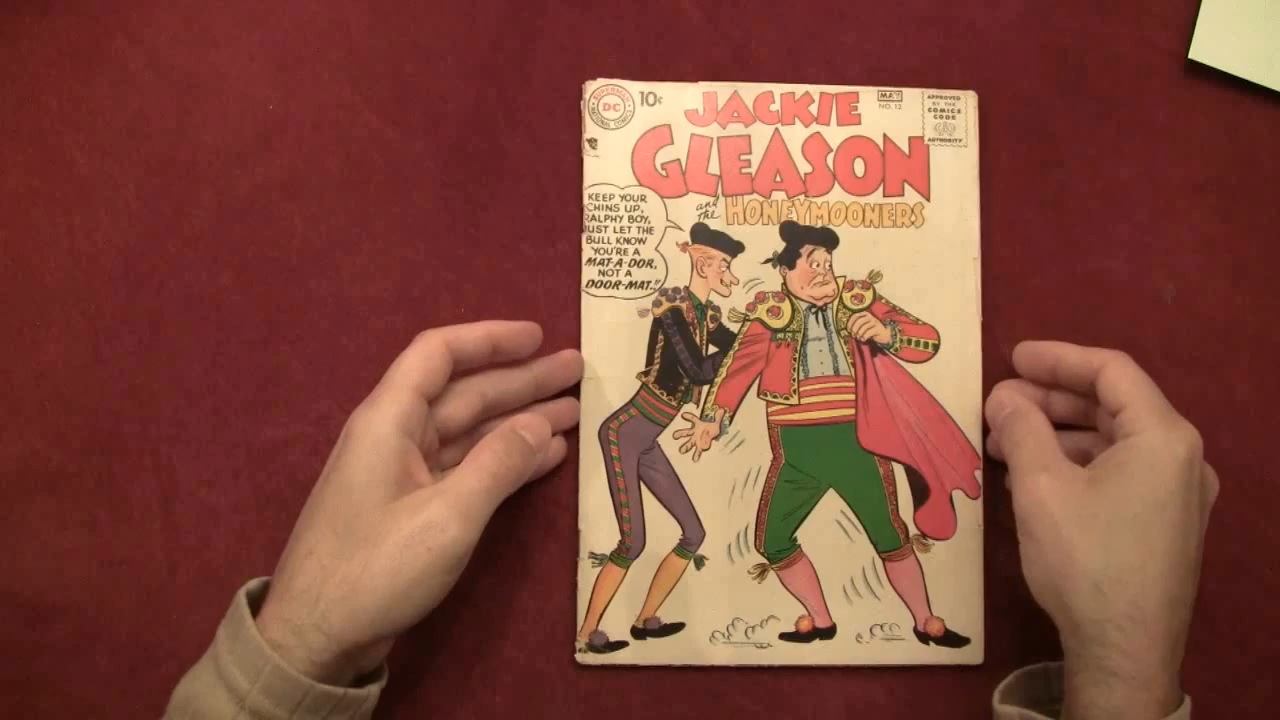 SUPERMAN
DC
NATIONAL COMICS
10¢
JACKIE
GLEASON
and the HONEYMOONERS
NO. 12
APPROVED
BY THE
COMICS
CODE
AUTHORITY
KEEP YOUR
CHINS UP,
RALPHY BOY,
JUST LET THE
BULL KNOW
YOU'RE A
MAT-A-DOR,
NOT A
DOOR-MAT!!